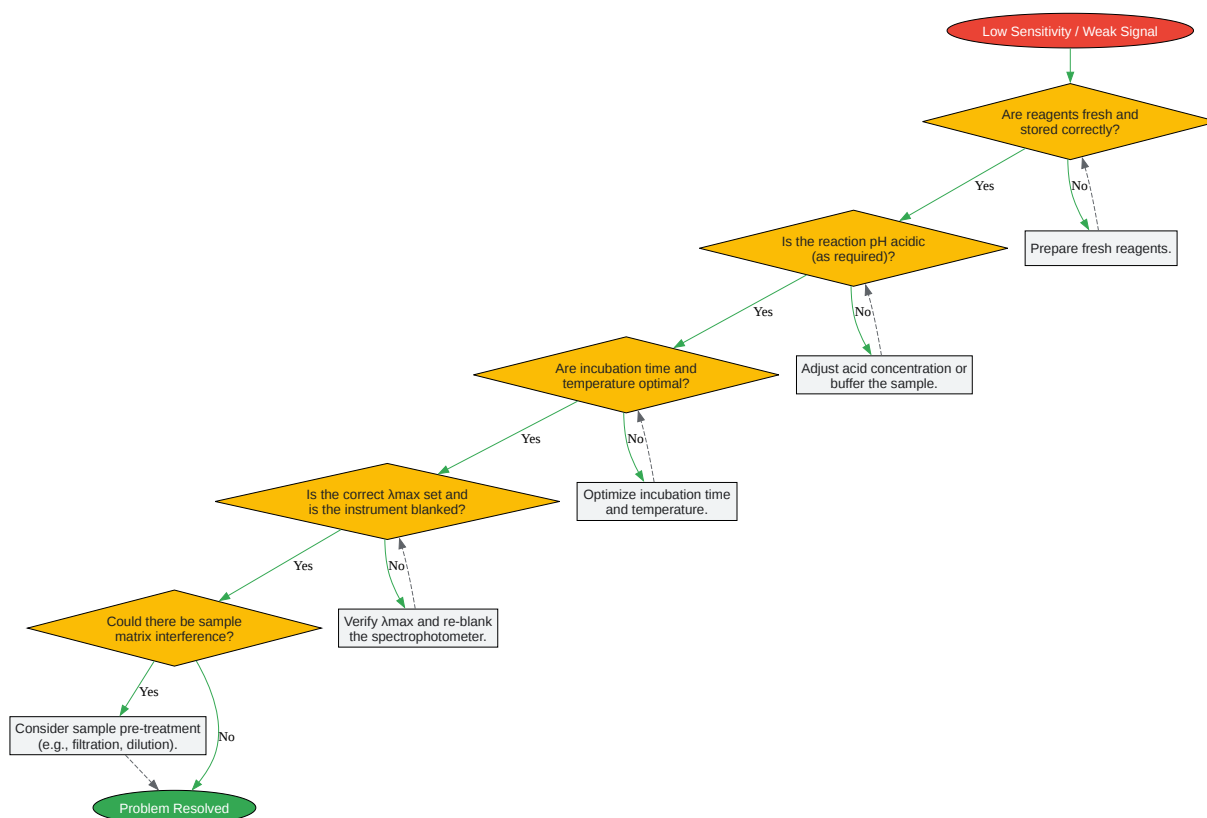 Low Sensitivity / Weak Signal
Are reagents fresh and
stored correctly?
Yes
No
Is the reaction pH acidic
(as required)?
Prepare fresh reagents.
Yes
No
Are incubation time and
temperature optimal?
Adjust acid concentration or
buffer the sample.
Yes
No
Is the correct λmax set and
is the instrument blanked?
Optimize incubation time
and temperature.
Yes
No
Could there be sample
matrix interference?
Verify λmax and re-blank
the spectrophotometer.
Yes
No
Consider sample pre-treatment
(e.g., filtration, dilution).
Problem Resolved